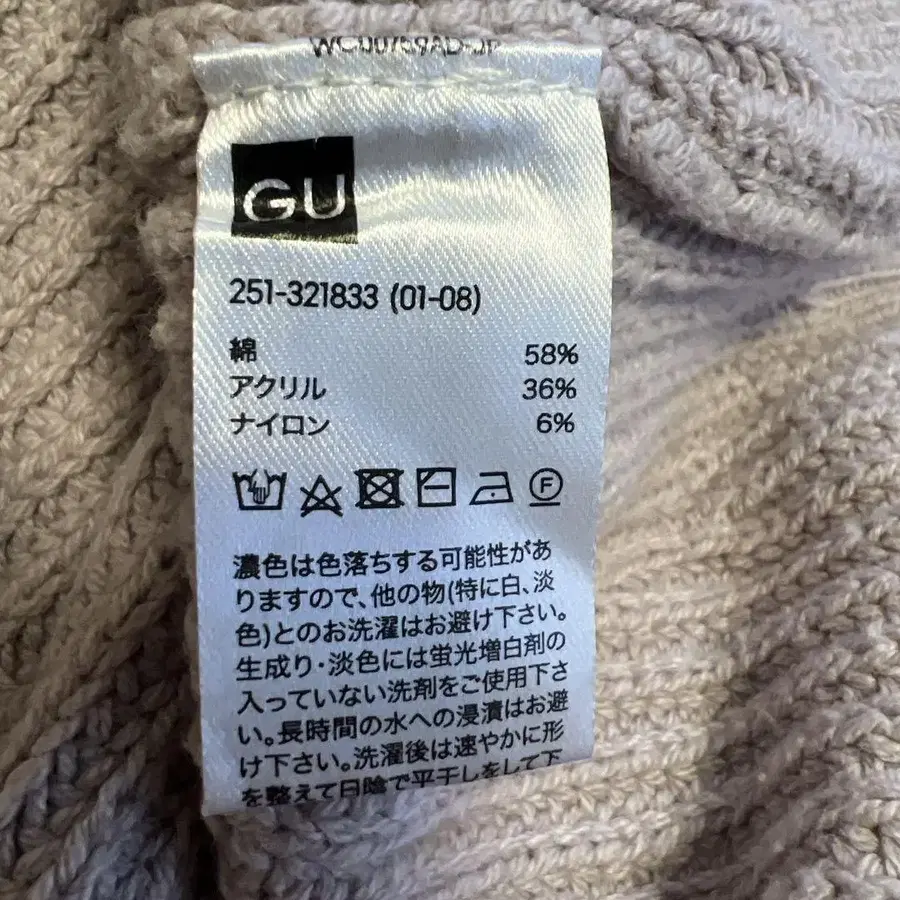 GU
251-321833 (01-08)
綿 58%
アクリル 36%
ナイロン 6%
F
濃色は色落ちする可能性があ
りますので、他の物(特に白、淡
色)とのお洗濯はお避け下さい。
生成り・淡色には蛍光増白剤の
入っていない洗剤をご使用下さ
い。長時間の水への浸漬はお避
け下さい。洗濯後は速やかに形
を整えて日陰で平干しをして下